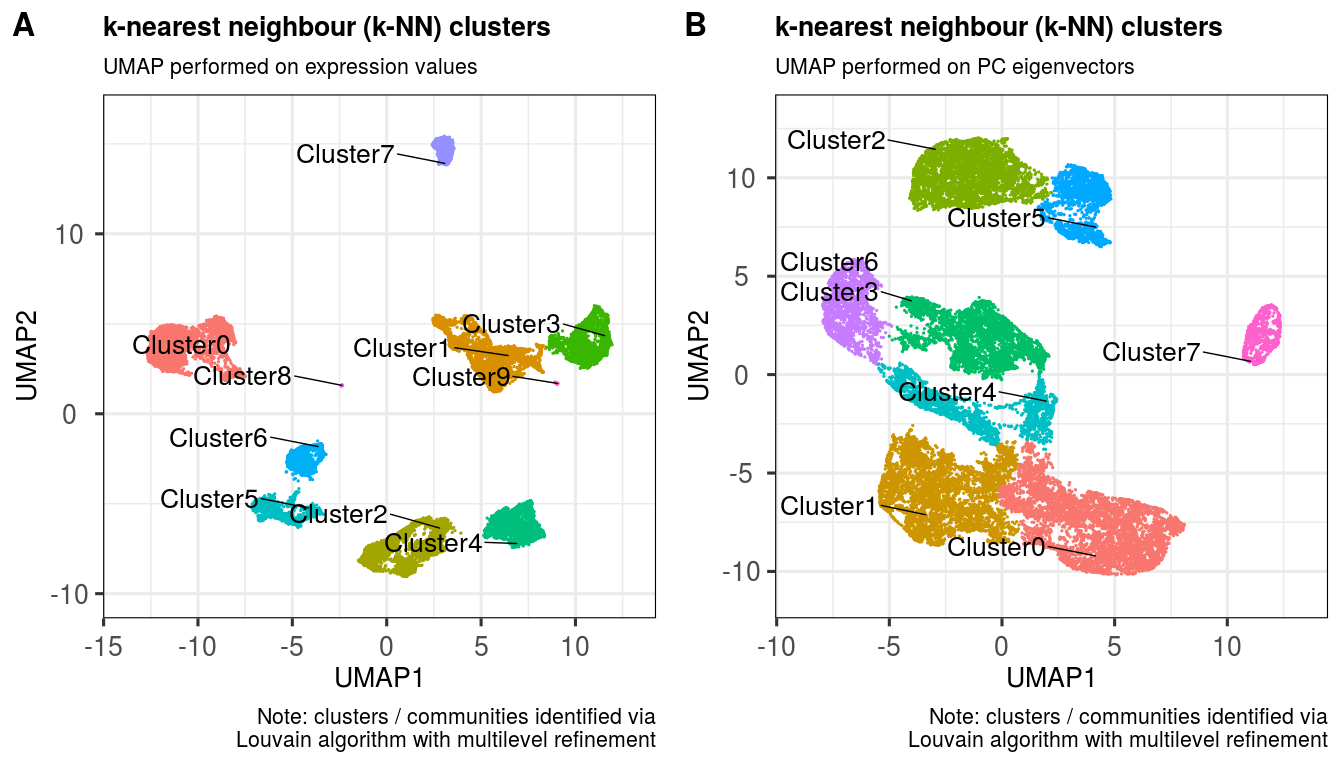 A
k-nearest neighbour (k-NN) clusters
UMAP performed on expression values
UMAP2
10
0
-10
Cluster7
Cluster3
Cluster0
Cluster1
Cluster8
Cluster9
Cluster6
Cluster5
Cluster2
Cluster4
-15
-10
-5
0
5
10
UMAP1
Note: clusters / communities identified via
Louvain algorithm with multilevel refinement
B
k-nearest neighbour (k-NN) clusters
UMAP performed on PC eigenvectors
UMAP2
10
5
0
-5
-10
Cluster2
Cluster5
Cluster6
Cluster3
Cluster7
Cluster4
Cluster1
Cluster0
-10
-5
0
5
10
UMAP1
Note: clusters / communities identified via
Louvain algorithm with multilevel refinement